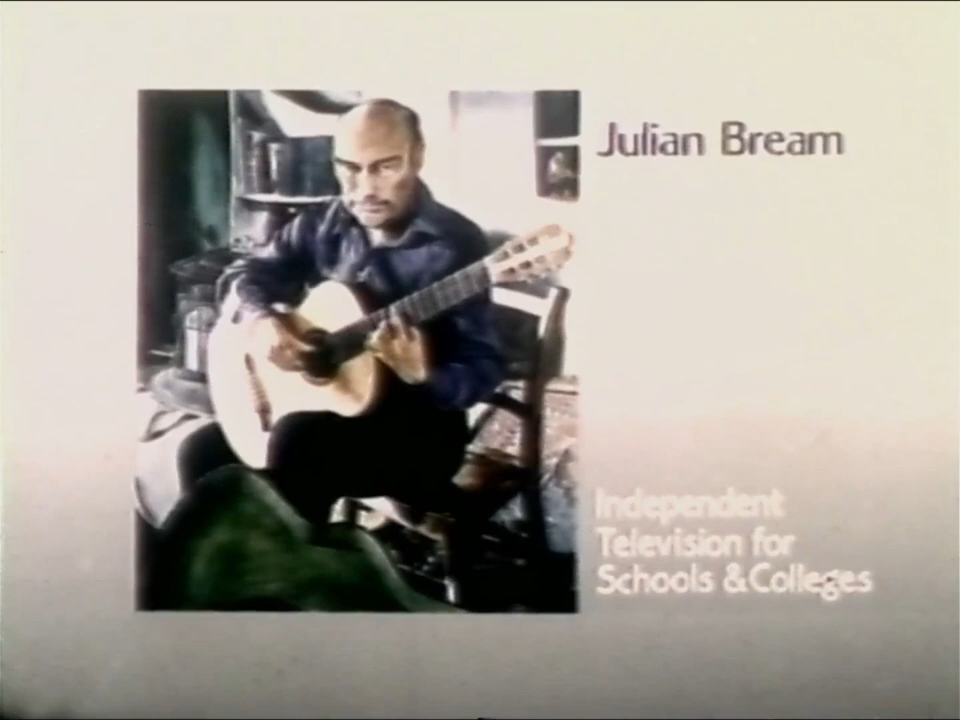 Julian Bream
Independent
Television for
Schools & Colleges